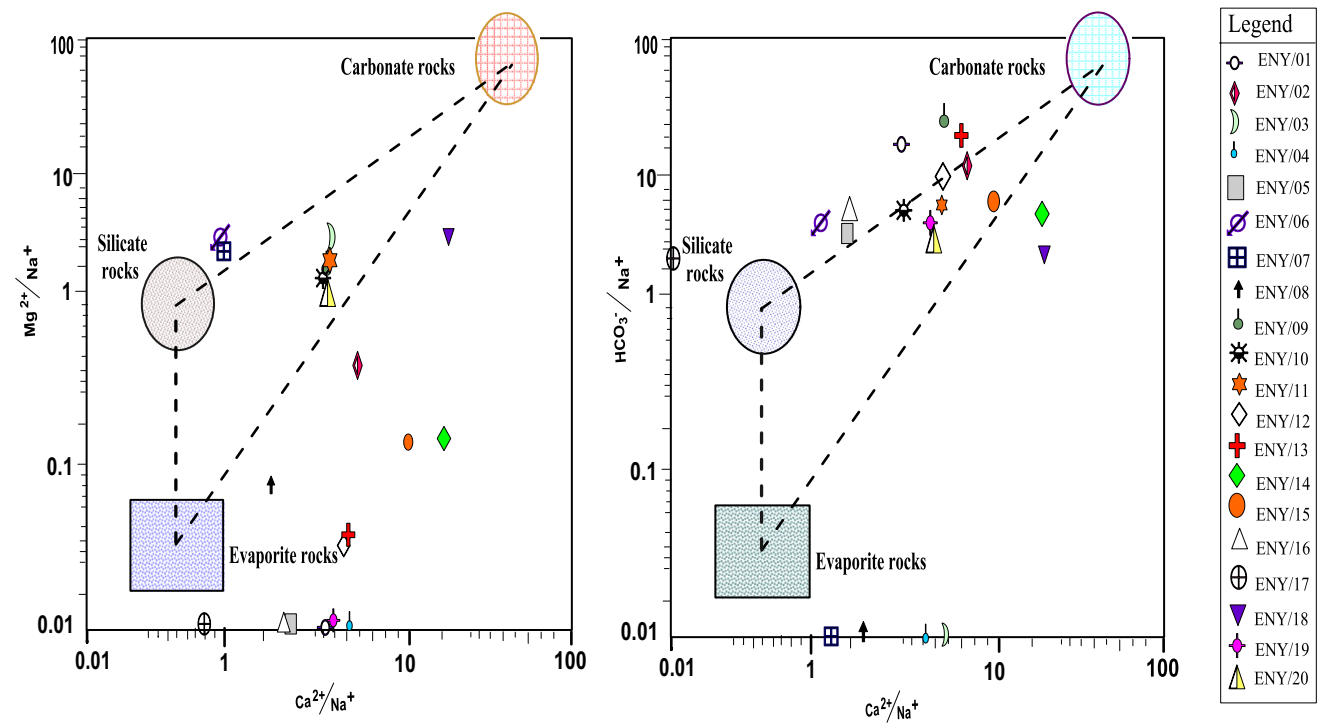 100
10
1
0.1
0.01
0.01
1
10
100
Mg²⁺/Na⁺
Ca²⁺/Na⁺
Carbonate rocks
Silicate
rocks
Evaporite rocks
100
10
1
0.1
0.01
0.01
1
10
100
HCO₃⁻/Na⁺
Ca²⁺/Na⁺
Carbonate rocks
Silicate
rocks
Evaporite rocks
Legend
ENY/01
ENY/02
ENY/03
ENY/04
ENY/05
ENY/06
ENY/07
ENY/08
ENY/09
ENY/10
ENY/11
ENY/12
ENY/13
ENY/14
ENY/15
ENY/16
ENY/17
ENY/18
ENY/19
ENY/20